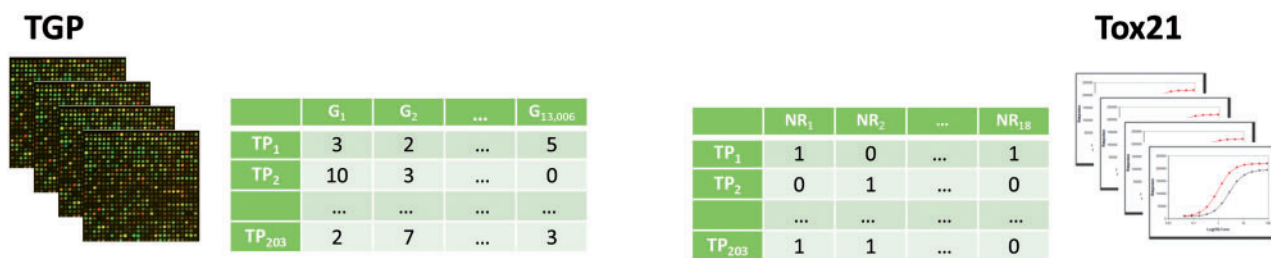 TGP
Tox21
G1 G2 ... G13,006
TP1 3 2 ... 5
TP2 10 3 ... 0
... ... ... ...
TP203 2 7 ... 3
NR1 NR2 ... NR18
TP1 1 0 ... 1
TP2 0 1 ... 0
... ... ... ...
TP203 1 1 ... 0